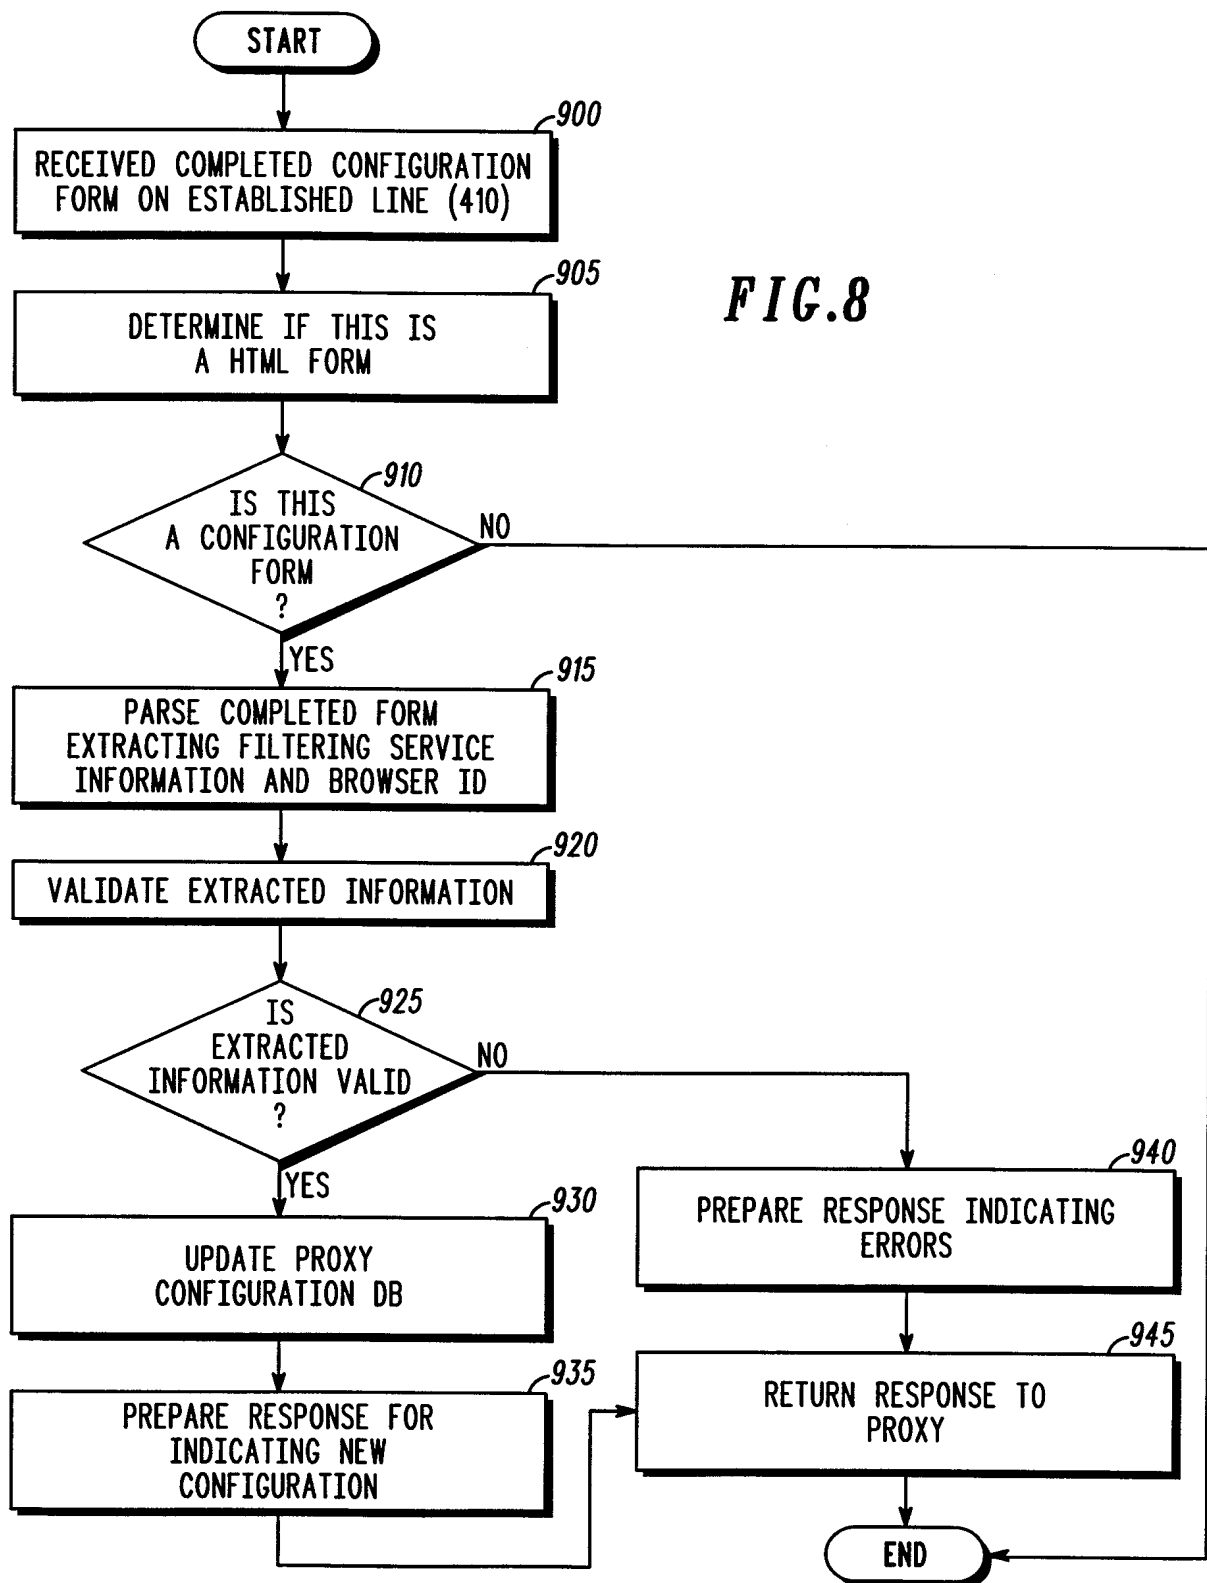 START
900
RECEIVED COMPLETED CONFIGURATION
FORM ON ESTABLISHED LINE (410)
905
DETERMINE IF THIS IS
A HTML FORM
FIG.8
910
IS THIS
A CONFIGURATION
FORM
?
NO
YES
915
PARSE COMPLETED FORM
EXTRACTING FILTERING SERVICE
INFORMATION AND BROWSER ID
920
VALIDATE EXTRACTED INFORMATION
925
IS
EXTRACTED
INFORMATION VALID
?
NO
YES
930
UPDATE PROXY
CONFIGURATION DB
935
PREPARE RESPONSE FOR
INDICATING NEW
CONFIGURATION
940
PREPARE RESPONSE INDICATING
ERRORS
945
RETURN RESPONSE TO
PROXY
END